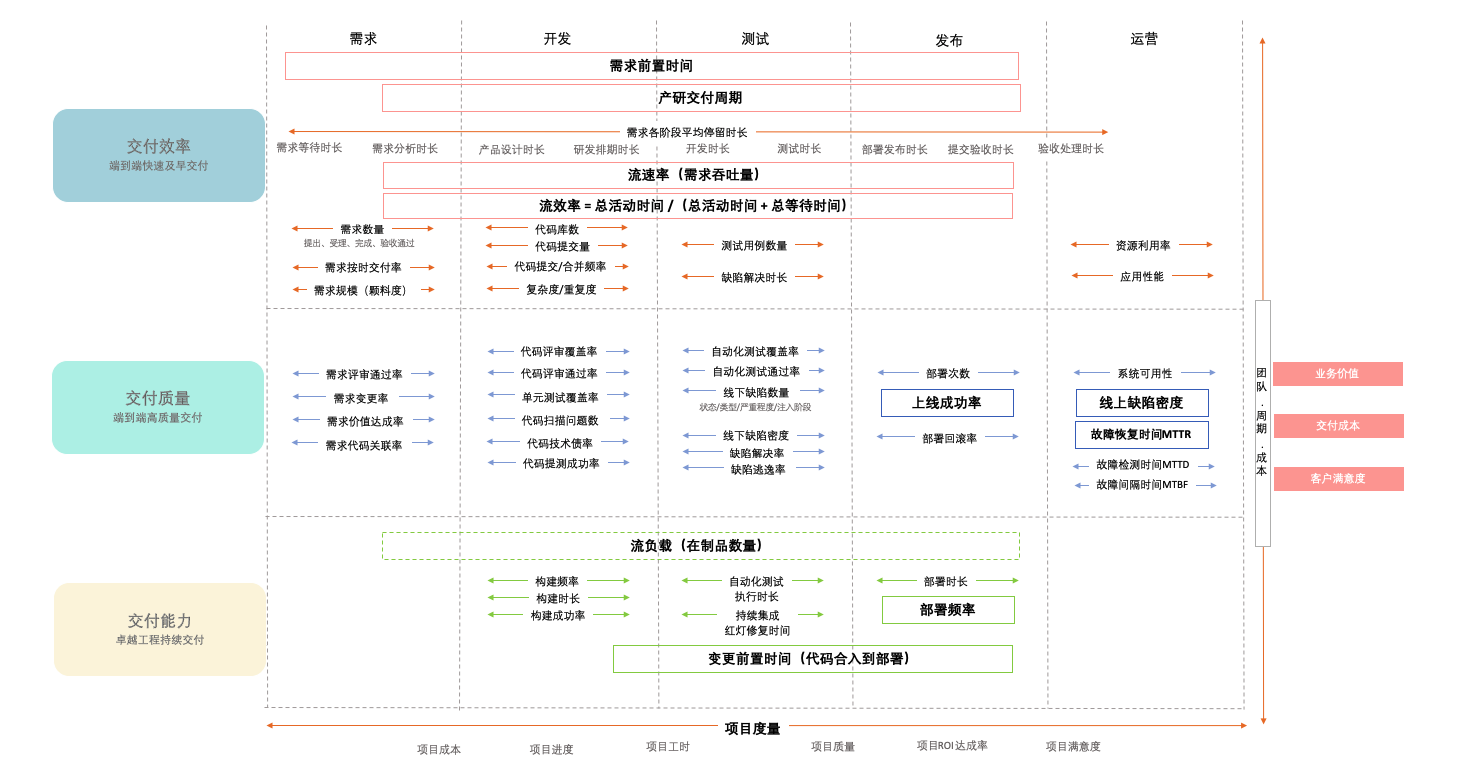 需求 开发 测试 发布 运营
需求前置时间
产研交付周期
交付效率
端到端快速及早交付
需求各阶段平均停留时长
需求等待时长 需求分析时长 产品设计时长 研发排期时长 开发时长 测试时长 部署发布时长 提交验收时长 验收处理时长
流速率（需求吞吐量）
流效率 = 总活动时间 /（总活动时间 + 总等待时间）
需求数量
提出、受理、完成、验收通过
需求按时交付率
需求规模（颗料度）
代码库数
代码提交量
代码提交/合并频率
复杂度/重复度
测试用例数量
缺陷解决时长
资源利用率
应用性能
交付质量
端到端高质量交付
需求评审通过率
需求变更率
需求价值达成率
需求代码关联率
代码评审覆盖率
代码评审通过率
单元测试覆盖率
代码扫描问题数
代码技术债率
代码提测成功率
自动化测试覆盖率
自动化测试通过率
线下缺陷数量
状态/类型/严重程度/注入阶段
线下缺陷密度
缺陷解决率
缺陷逃逸率
部署次数
上线成功率
部署回滚率
系统可用性
线上缺陷密度
故障恢复时间MTTR
故障检测时间MTTD
故障间隔时间MTBF
团队·周期·成本
业务价值
交付成本
客户满意度
交付能力
卓越工程持续交付
流负载（在制品数量）
构建频率
构建时长
构建成功率
自动化测试
执行时长
持续集成
红灯修复时间
部署时长
部署频率
变更前置时间（代码合入到部署）
项目度量
项目成本 项目进度 项目工时 项目质量 项目ROI达成率 项目满意度